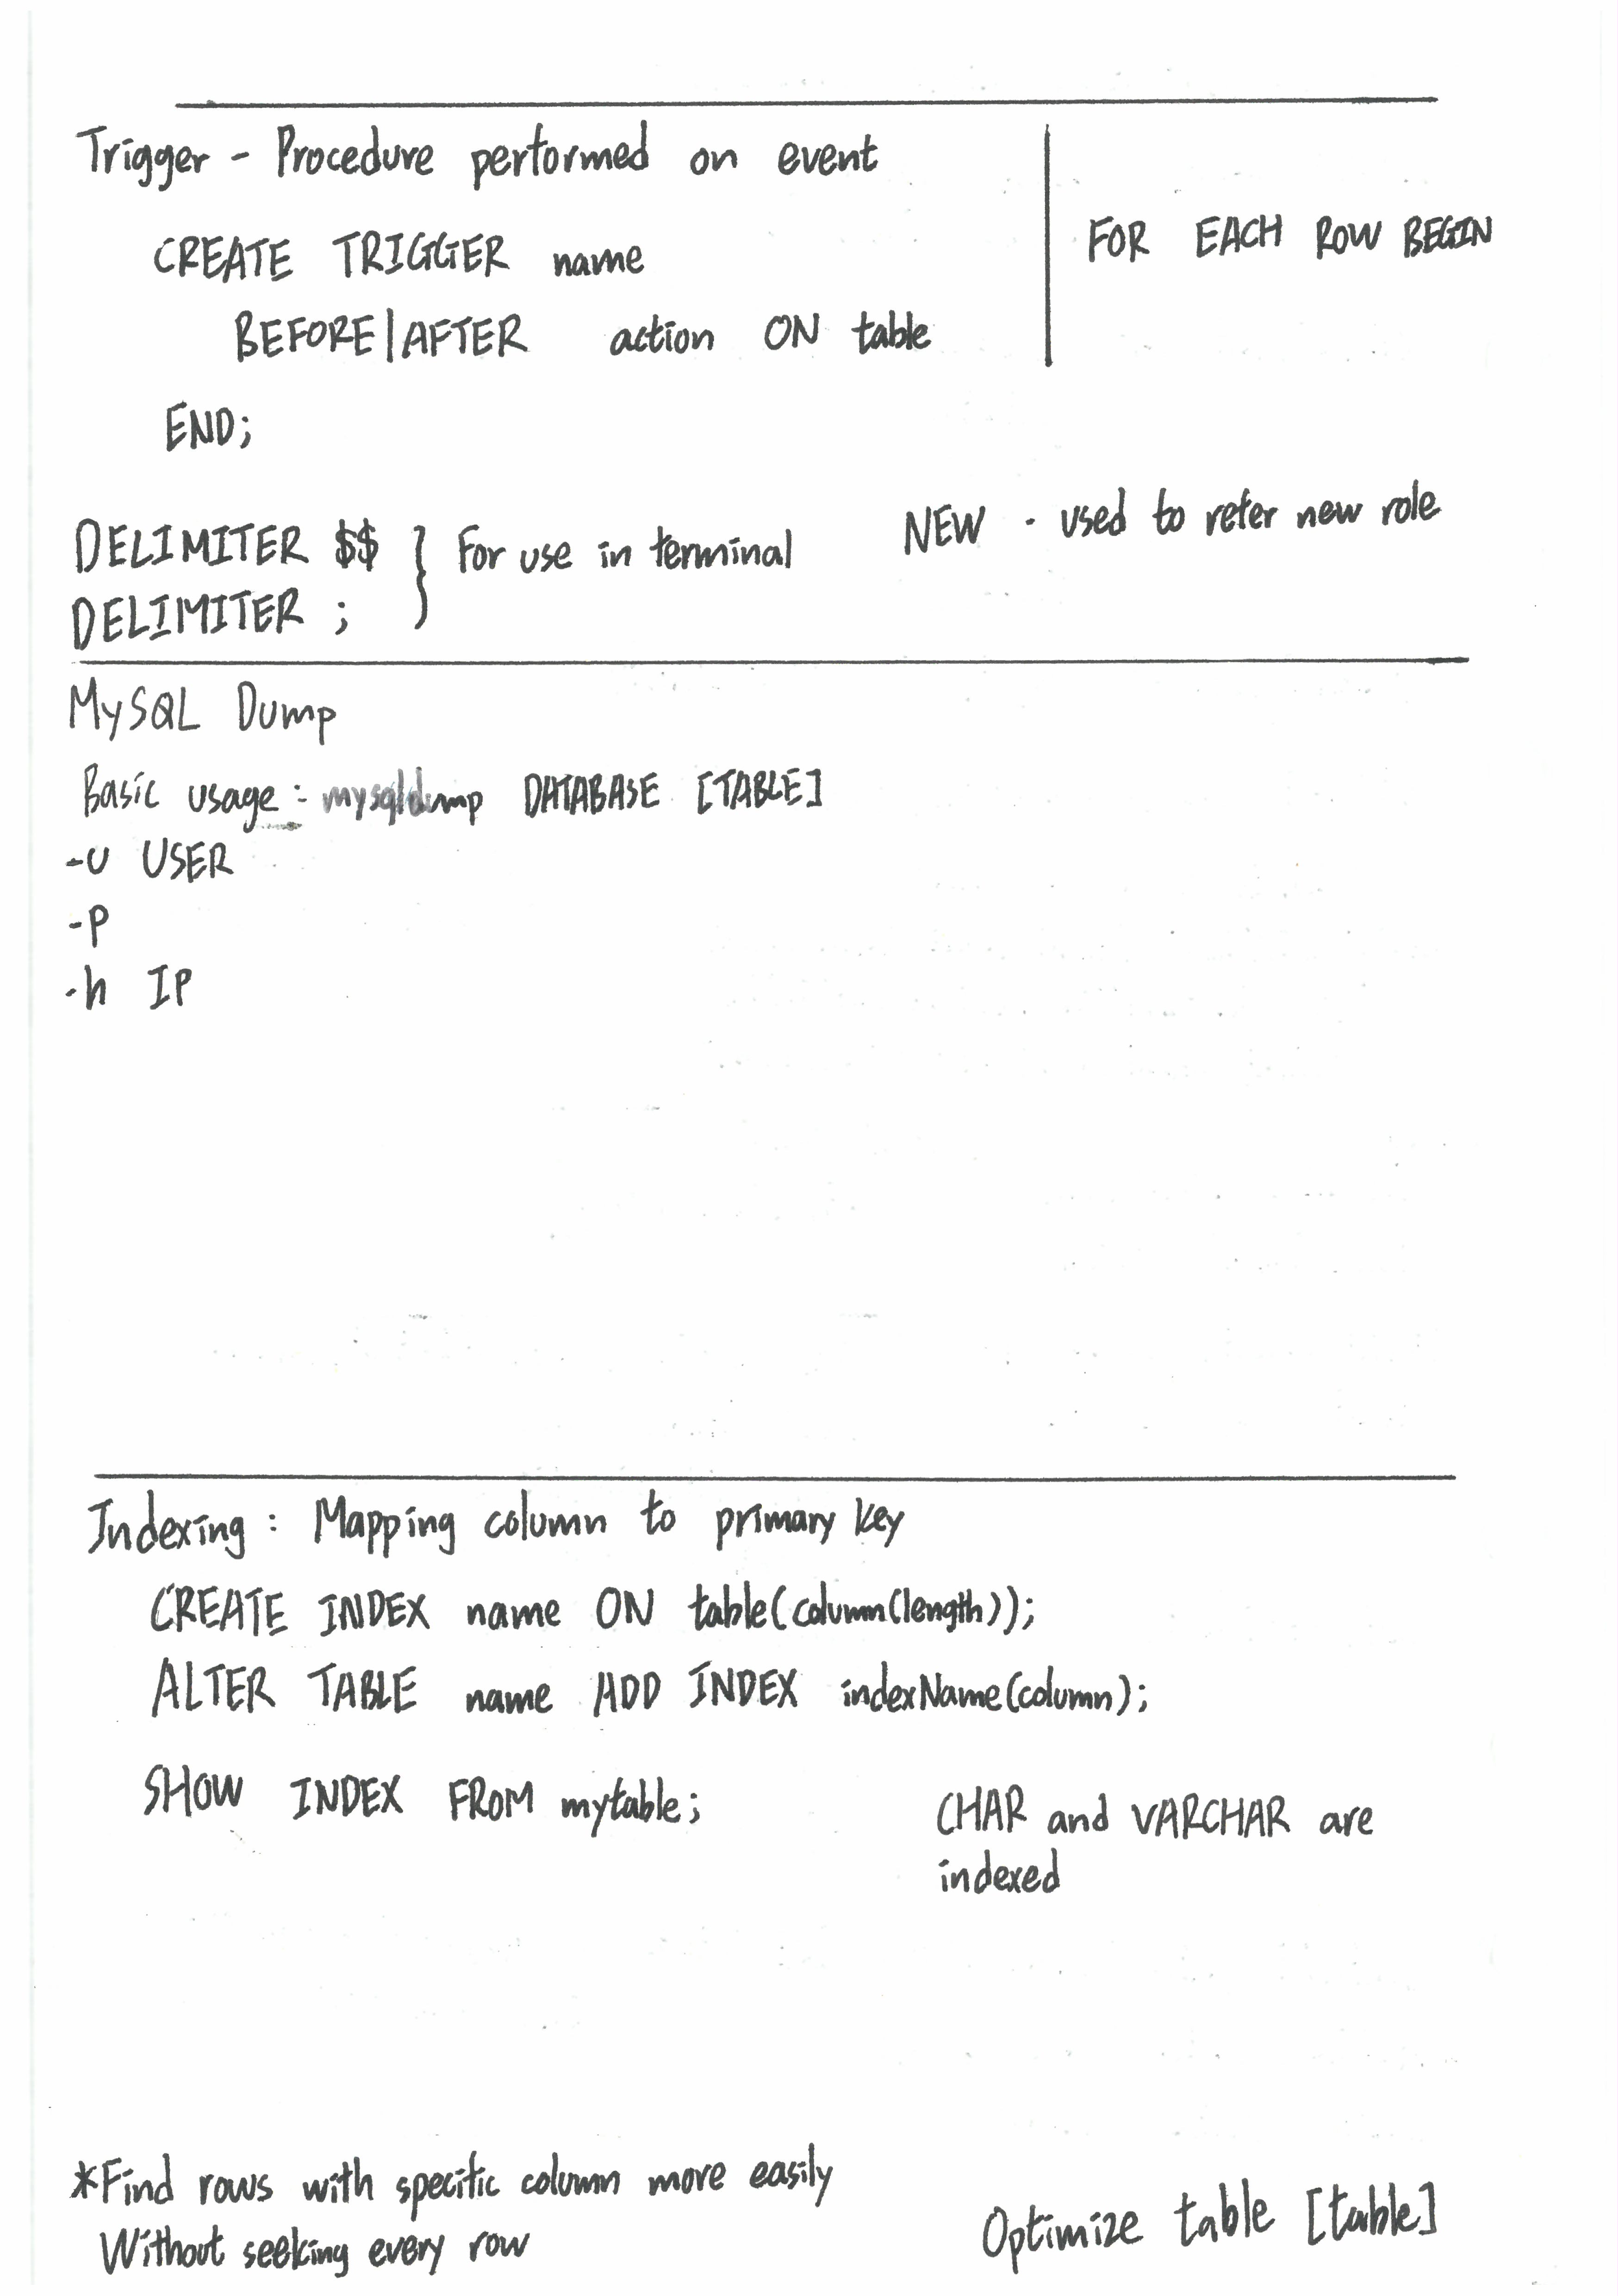 Trigger - Procedure performed on event
CREATE TRIGGER name
BEFORE|AFTER action ON table
FOR EACH ROW BEGIN
END;
DELIMITER $$ } For use in terminal
DELIMITER ;
NEW - used to refer new role
MySQL Dump
Basic usage: mysqldump DATABASE [TABLE]
-u USER
-p
-h IP
Indexing: Mapping column to primary key
CREATE INDEX name ON table(column(length));
ALTER TABLE name ADD INDEX indexName(column);
SHOW INDEX FROM mytable;
CHAR and VARCHAR are
indexed
*Find rows with specific column more easily
Without seeking every row
Optimize table [table]